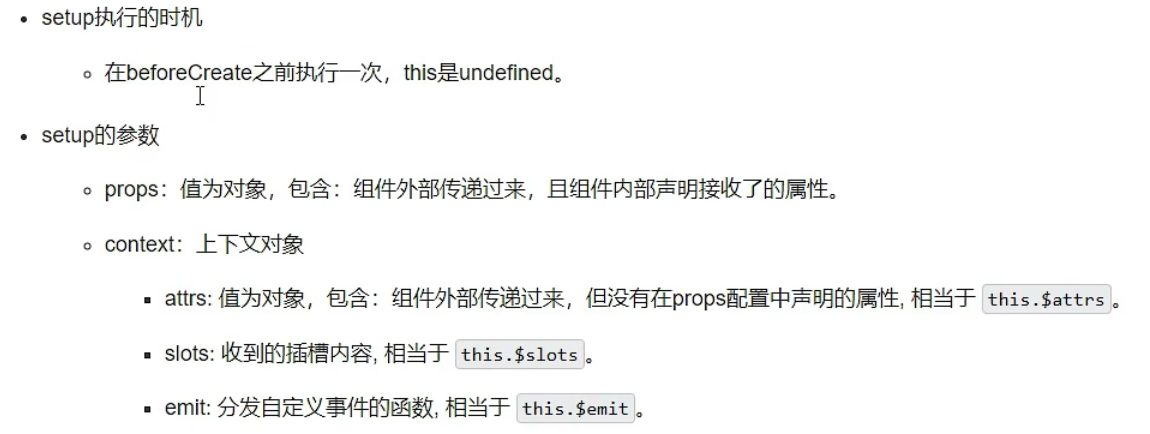 setup执行的时机
在beforeCreate之前执行一次，this是undefined。
setup的参数
props：值为对象，包含：组件外部传递过来，且组件内部声明接收了的属性。
context：上下文对象
attrs: 值为对象，包含：组件外部传递过来，但没有在props配置中声明的属性, 相当于 this.$attrs。
slots: 收到的插槽内容, 相当于 this.$slots。
emit: 分发自定义事件的函数, 相当于 this.$emit。